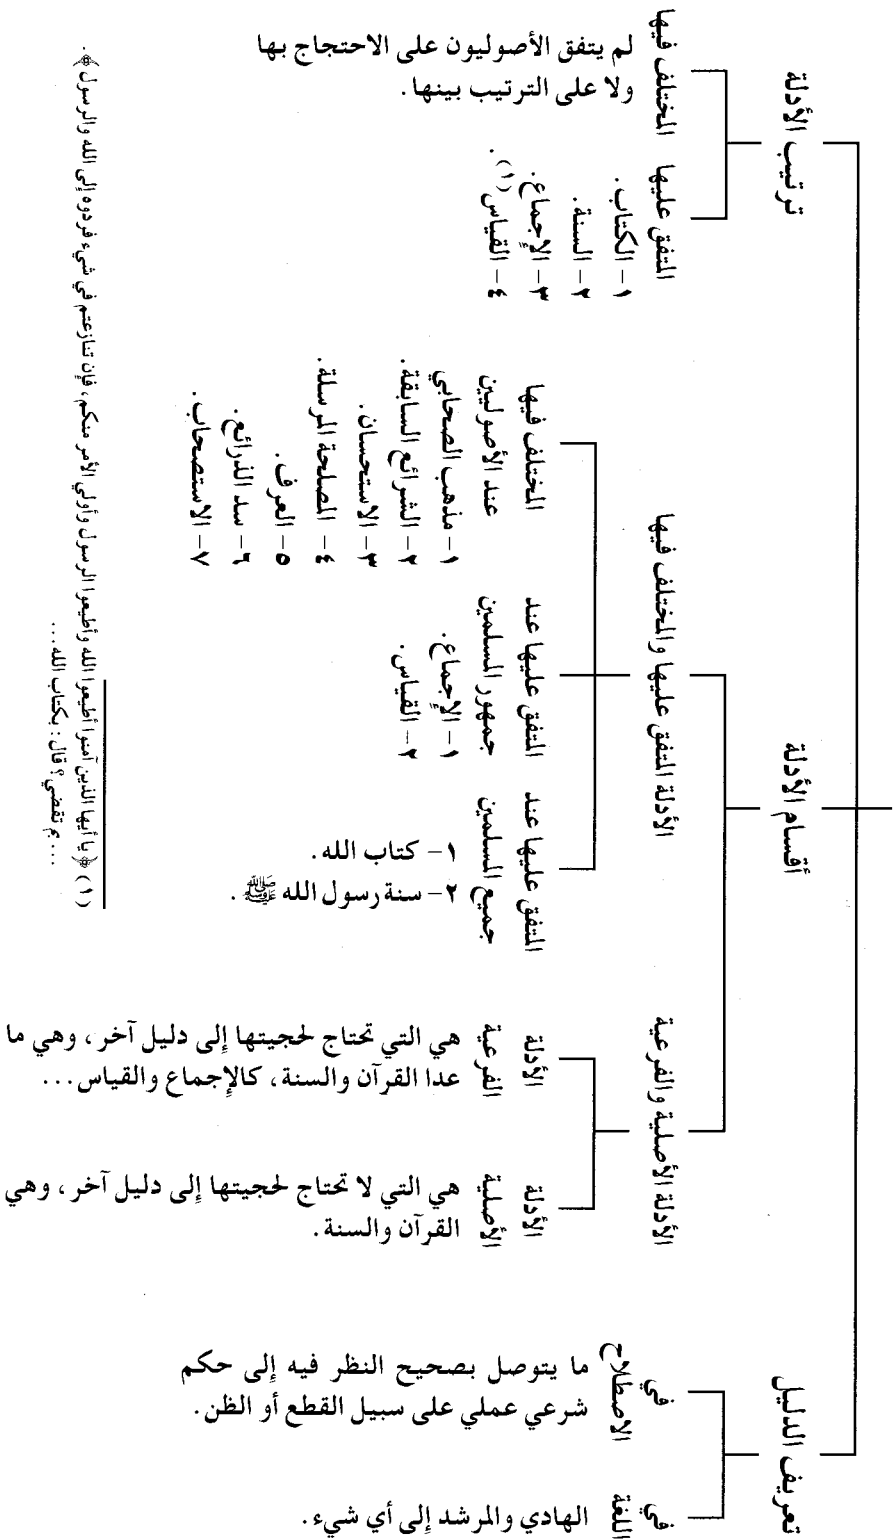 تعريف الدليل
في
اللغة
الهادي والمرشد إلى أي شيء.
في
الاصطلاح
ما يتوصل بصحيح النظر فيه إلى حكم
شرعي عملي على سبيل القطع أو الظن.
أقسام الأدلة
الأدلة الأصلية والفرعية
الأدلة
الأصلية
هي التي لا تحتاج لحجيتها إلى دليل آخر، وهي
القرآن والسنة.
الأدلة
الفرعية
هي التي تحتاج لحجيتها إلى دليل آخر، وهي ما
عدا القرآن والسنة، كالإجماع والقياس...
الأدلة المتفق عليها والمختلف فيها
المتفق عليها عند
جميع المسلمين
١- كتاب الله.
٢- سنة رسول الله ﷺ.
المتفق عليها عند
جمهور المسلمين
١- الإجماع.
٢- القياس.
المختلف فيها
عند الأصوليين
١- مذهب الصحابي
٢- الشرائع السابقة.
٣- الاستحسان.
٤- المصلحة المرسلة.
٥- العرف.
٦- سد الذرائع.
٧- الاستصحاب.
ترتيب الأدلة
المتفق عليها
١- الكتاب.
٢- السنة.
٣- الإجماع.
٤- القياس(١).
المختلف فيها
لم يتفق الأصوليون على الاحتجاج بها
ولا على الترتيب بينها.
(١) ﴿يا أيها الذين آمنوا أطيعوا الله وأطيعوا الرسول وأولي الأمر منكم، فإن تنازعتم في شيء فردوه إلى الله والرسول﴾.
... بم تقضي؟ قال: بكتاب الله...